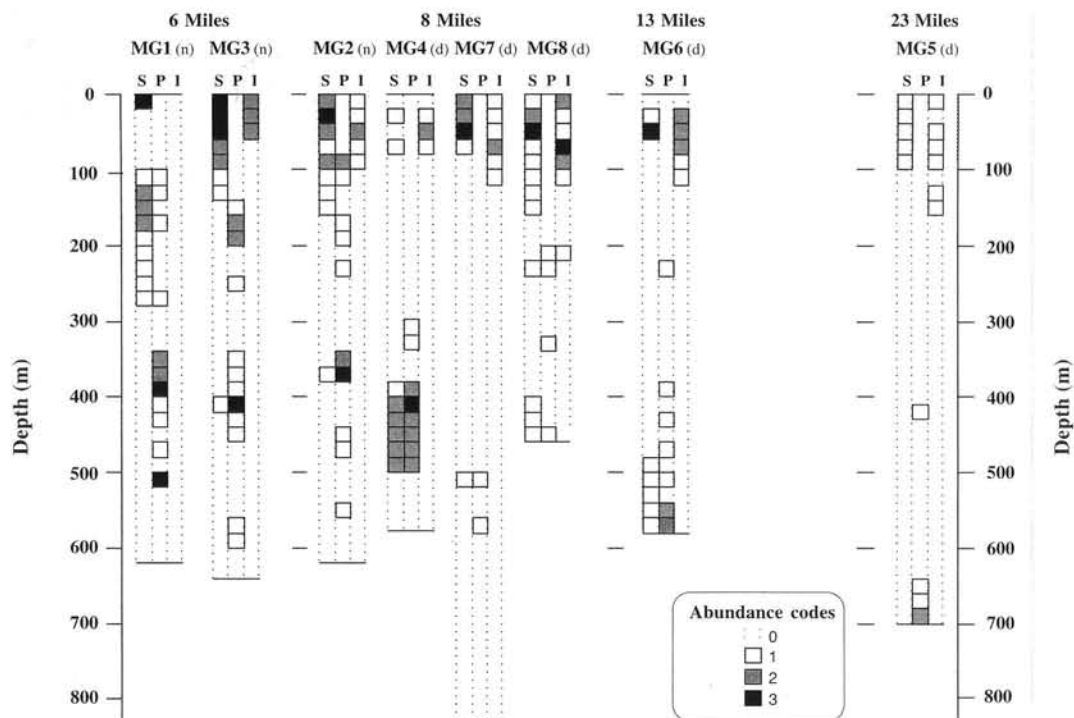 6 Miles 8 Miles 13 Miles 23 Miles
MG1 (n) MG3 (n) MG2 (n) MG4 (d) MG7 (d) MG8 (d) MG6 (d) MG5 (d)
S P I S P I S P I S P I S P I S P I S P I S P I
0 0
100 100
200 200
300 300
400 400
500 500
600 600
700 700
800 800
Depth (m)
Depth (m)
Abundance codes
0
1
2
3